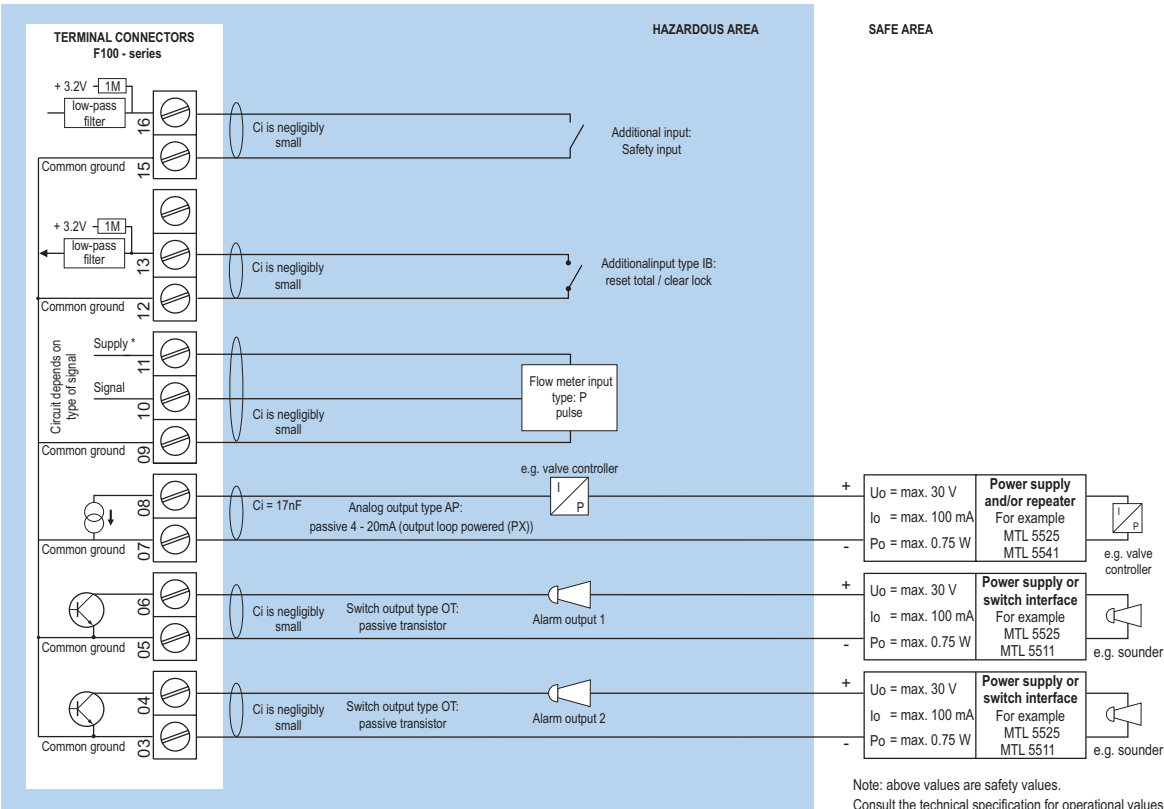 HAZARDOUS AREA
SAFE AREA
TERMINAL CONNECTORS
F100 - series
+ 3.2V
1M
low-pass
filter
16
Ci is negligibly
small
Additional input:
Safety input
Common ground
15
+ 3.2V
1M
low-pass
filter
13
Ci is negligibly
small
Additionalinput type IB:
reset total / clear lock
Common ground
12
Circuit depends on
type of signal
Supply *
11
Signal
10
Flow meter input
type: P
pulse
Ci is negligibly
small
Common ground
09
e.g. valve controller
I
P
08
Ci = 17nF
Analog output type AP:
passive 4 - 20mA (output loop powered (PX))
Common ground
07
+
-
Uo = max. 30 V
Io = max. 100 mA
Po = max. 0.75 W
Power supply
and/or repeater
For example
MTL 5525
MTL 5541
I
P
e.g. valve
controller
06
Ci is negligibly
small
Switch output type OT:
passive transistor
Alarm output 1
Common ground
05
+
-
Uo = max. 30 V
Io = max. 100 mA
Po = max. 0.75 W
Power supply or
switch interface
For example
MTL 5525
MTL 5511
e.g. sounder
04
Ci is negligibly
small
Switch output type OT:
passive transistor
Alarm output 2
Common ground
03
+
-
Uo = max. 30 V
Io = max. 100 mA
Po = max. 0.75 W
Power supply or
switch interface
For example
MTL 5525
MTL 5511
e.g. sounder
Note: above values are safety values.
Consult the technical specification for operational values